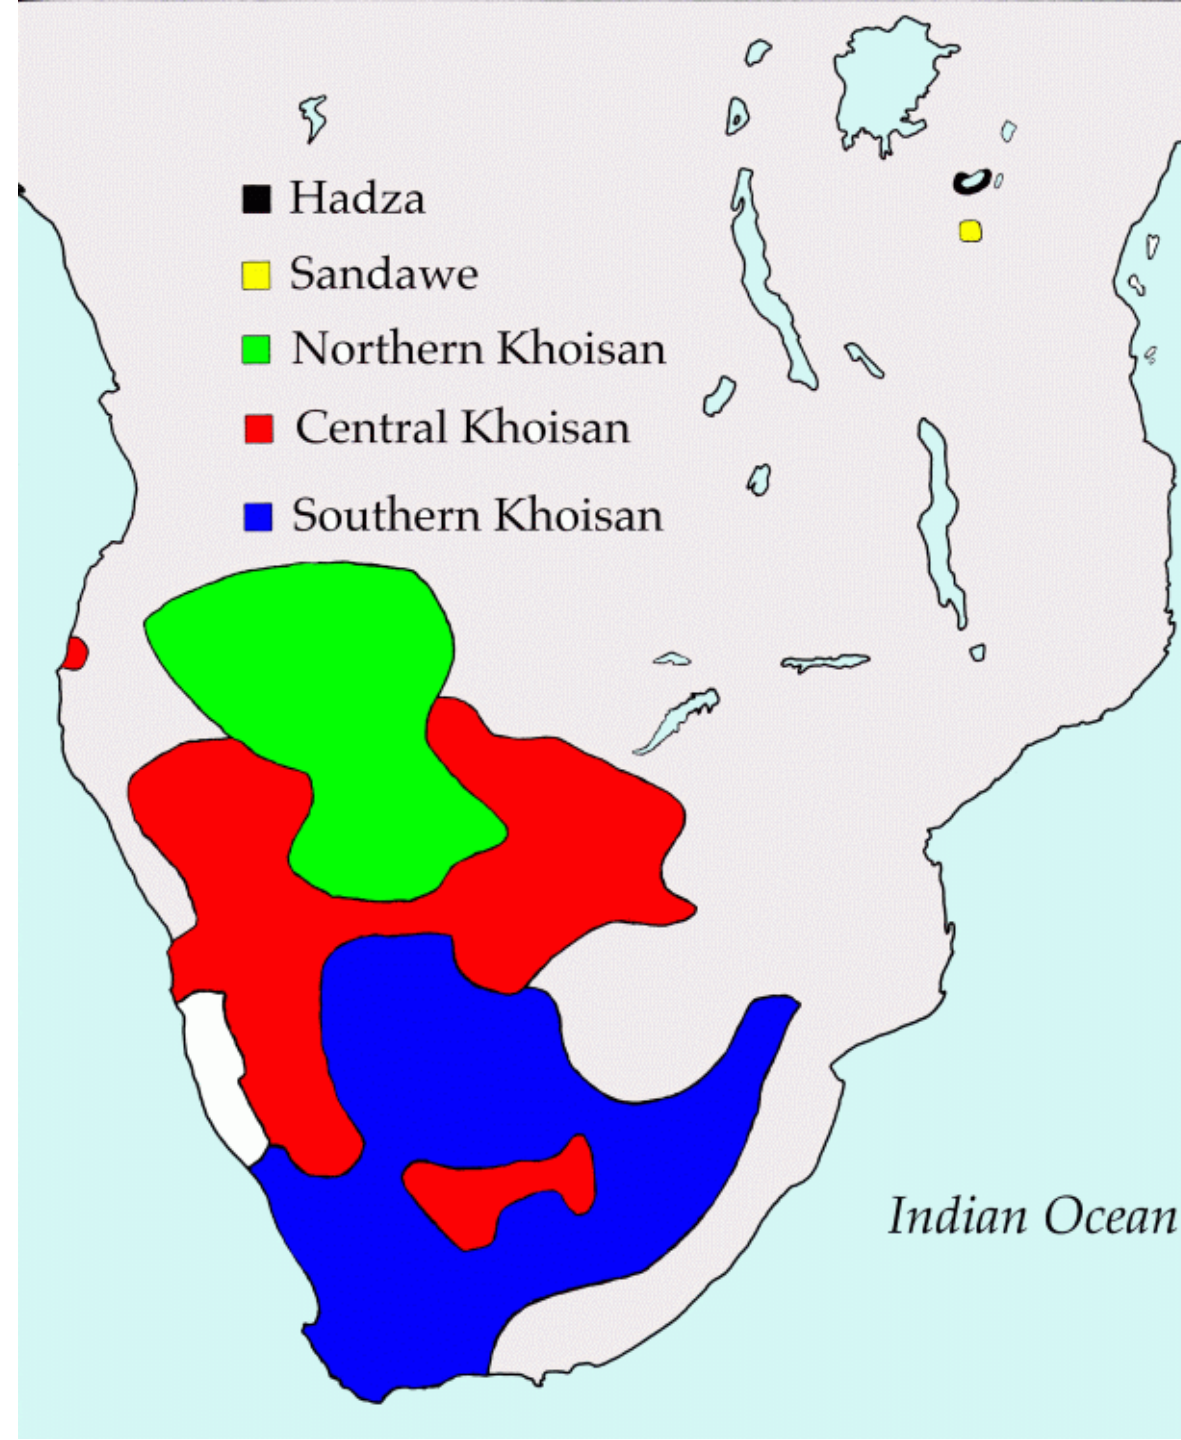 Hadza
Sandawe
Northern Khoisan
Central Khoisan
Southern Khoisan
Indian Ocean